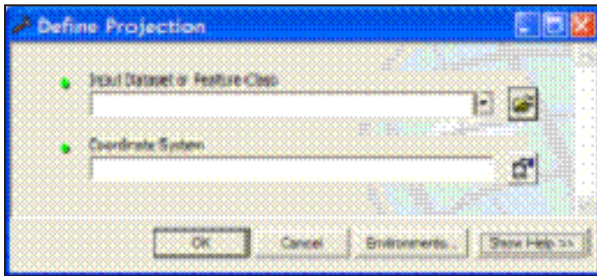 Define Projection
Input Dataset or Feature Class
Coordinate System
OK
Cancel
Environments...
Show Help >>